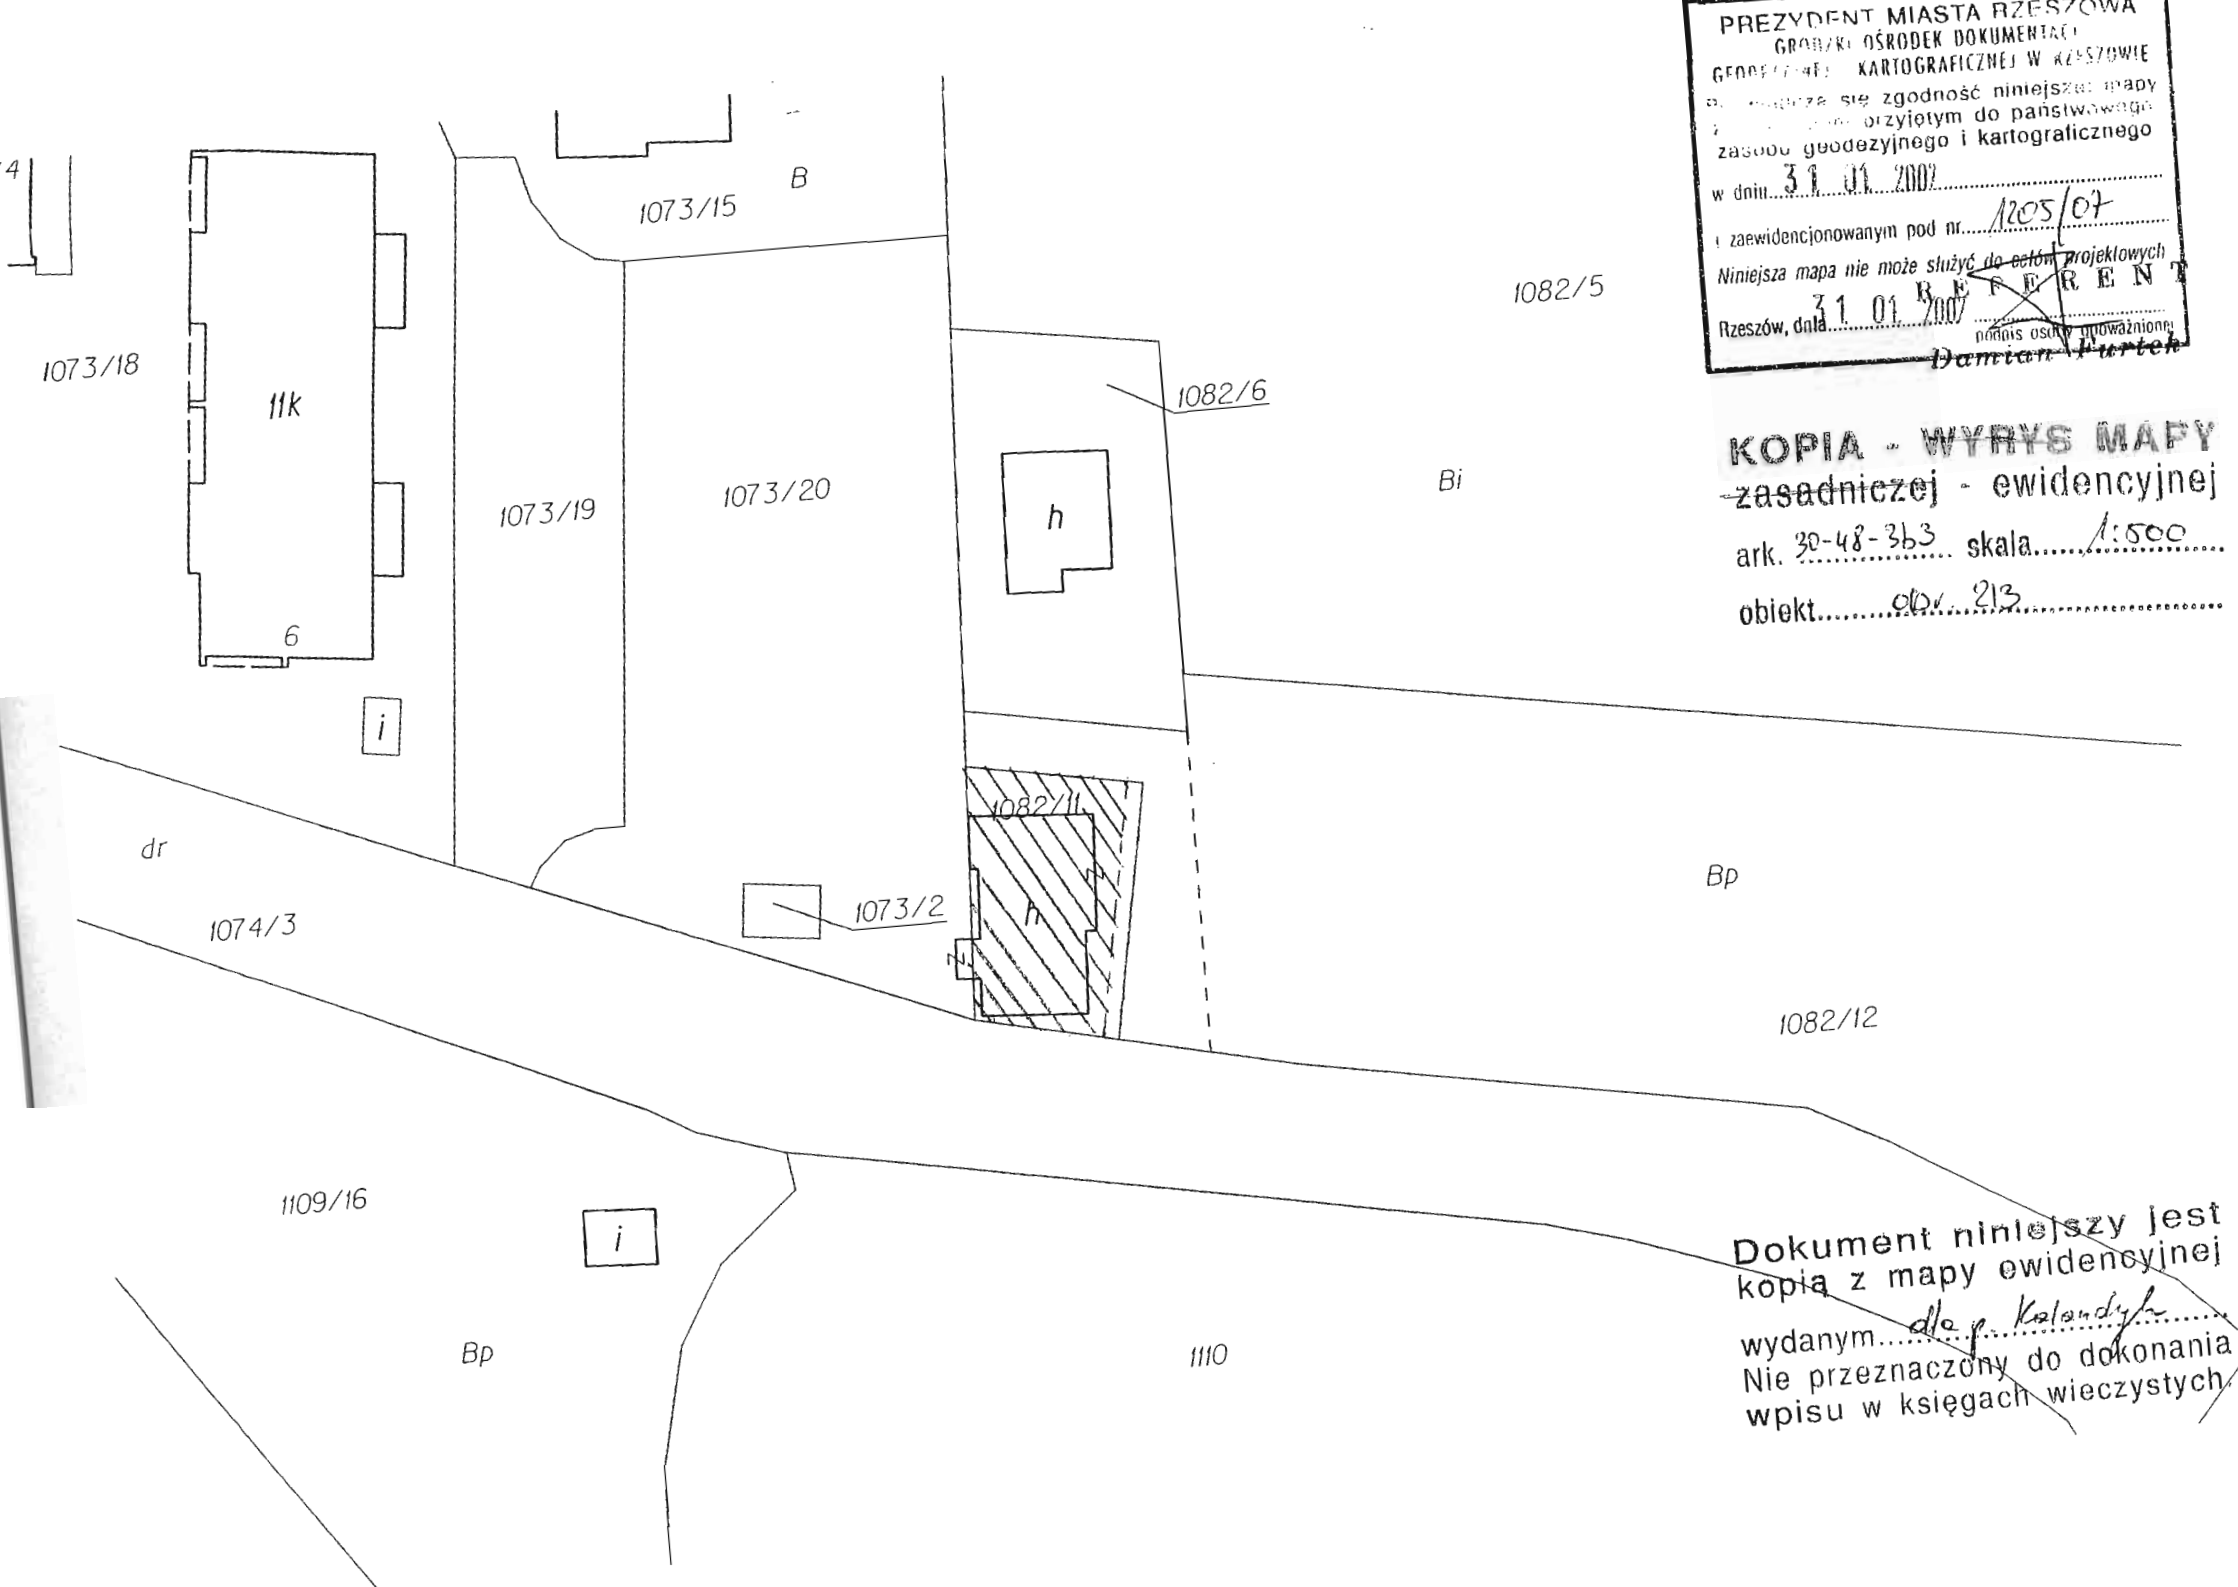 PREZYDENT MIASTA RZESZOWA
OŚRODEK DOKUMENTACJI
KARTOGRAFICZNEJ W RZESZOWIE
się zgodność niniejszej mapy
przyjętym do państwowego
zasobu geodezyjnego i kartograficznego
w dniu 31 01 2007
i zaewidencjonowanym pod nr 1205/07
Niniejsza mapa nie może służyć do celów projektowych
REFERENT
Rzeszów, dnia 31 01 2007
podpis osoby upoważnionej
Damian Furtek
KOPIA - WYRYS MAPY
zasadniczej - ewidencyjnej
ark. 30-48-3b3 skala 1:500
obiekt obr. 213
4
B
1073/15
1082/5
1073/18
11k
1082/6
1073/19
1073/20
h
Bi
6
i
1082/11
dr
1073/2
h
Bp
1074/3
1082/12
1109/16
i
Bp
1110
Dokument niniejszy jest
kopią z mapy ewidencyjnej
wydanym dla p.
Nie przeznaczony do dokonania
wpisu w księgach wieczystych.